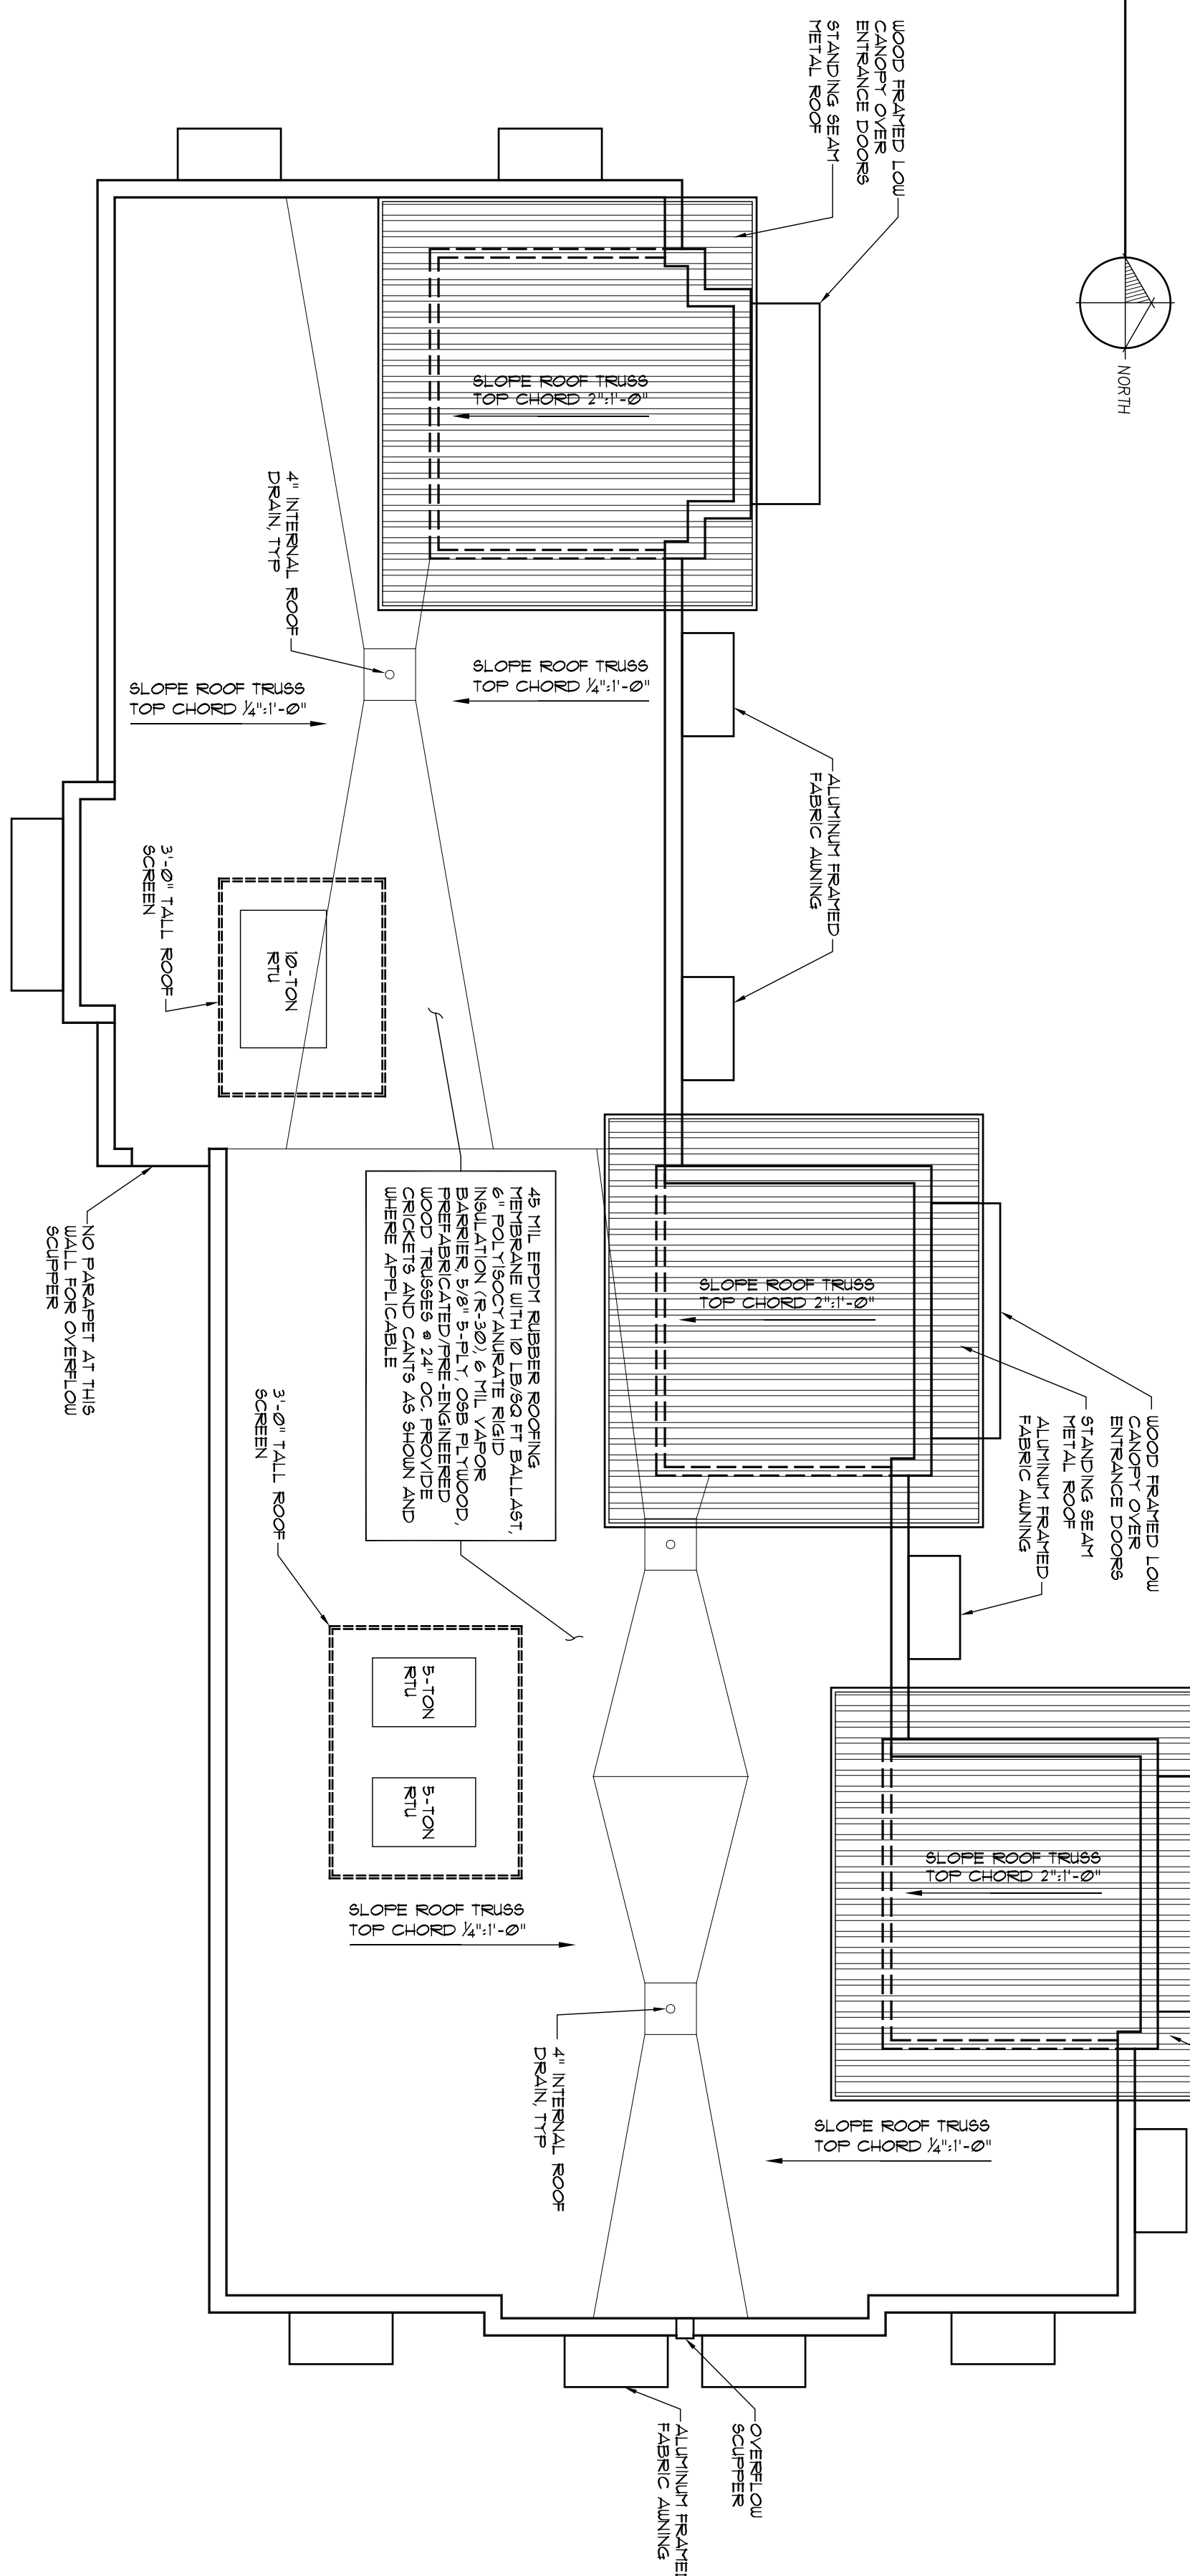 WOOD FRAMED LOW
CANOPY OVER
ENTRANCE DOORS
STANDING SEAM
METAL ROOF
NORTH
SLOPE ROOF TRUSS
TOP CHORD 2":1'-0"
4" INTERNAL ROOF
DRAIN, TYP
SLOPE ROOF TRUSS
TOP CHORD 1/4":1'-0"
SLOPE ROOF TRUSS
TOP CHORD 1/4":1'-0"
ALUMINUM FRAMED
FABRIC AWNING
3'-0" TALL ROOF
SCREEN
10-TON
RTU
45 MIL EPDM RUBBER ROOFING
MEMBRANE WITH 10 LB/SQ FT BALLAST,
6" POLYISOCYANURATE RIGID
INSULATION (R-30), 6 MIL VAPOR
BARRIER, 5/8" 5-PLY, OSB PLYWOOD,
PREFABRICATED/PRE-ENGINEERED
WOOD TRUSSES @ 24" OC. PROVIDE
CRICKETS AND CANTS AS SHOWN AND
WHERE APPLICABLE
SLOPE ROOF TRUSS
TOP CHORD 2":1'-0"
NO PARAPET AT THIS
WALL FOR OVERFLOW
SCUPPER
WOOD FRAMED LOW
CANOPY OVER
ENTRANCE DOORS
STANDING SEAM
METAL ROOF
ALUMINUM FRAMED
FABRIC AWNING
3'-0" TALL ROOF
SCREEN
5-TON
RTU
5-TON
RTU
SLOPE ROOF TRUSS
TOP CHORD 2":1'-0"
SLOPE ROOF TRUSS
TOP CHORD 1/4":1'-0"
4" INTERNAL ROOF
DRAIN, TYP
SLOPE ROOF TRUSS
TOP CHORD 1/4":1'-0"
OVERFLOW
SCUPPER
ALUMINUM FRAMED
FABRIC AWNING